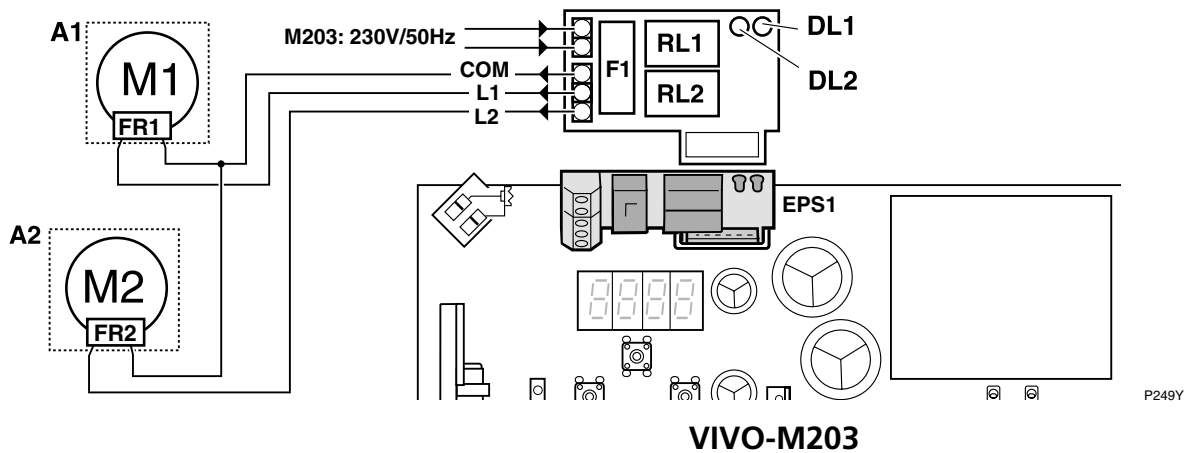 A1
M1
FR1
M203: 230V/50Hz
COM
L1
L2
F1
RL1
RL2
DL1
DL2
EPS1
A2
M2
FR2
8888
P249Y
VIVO-M203